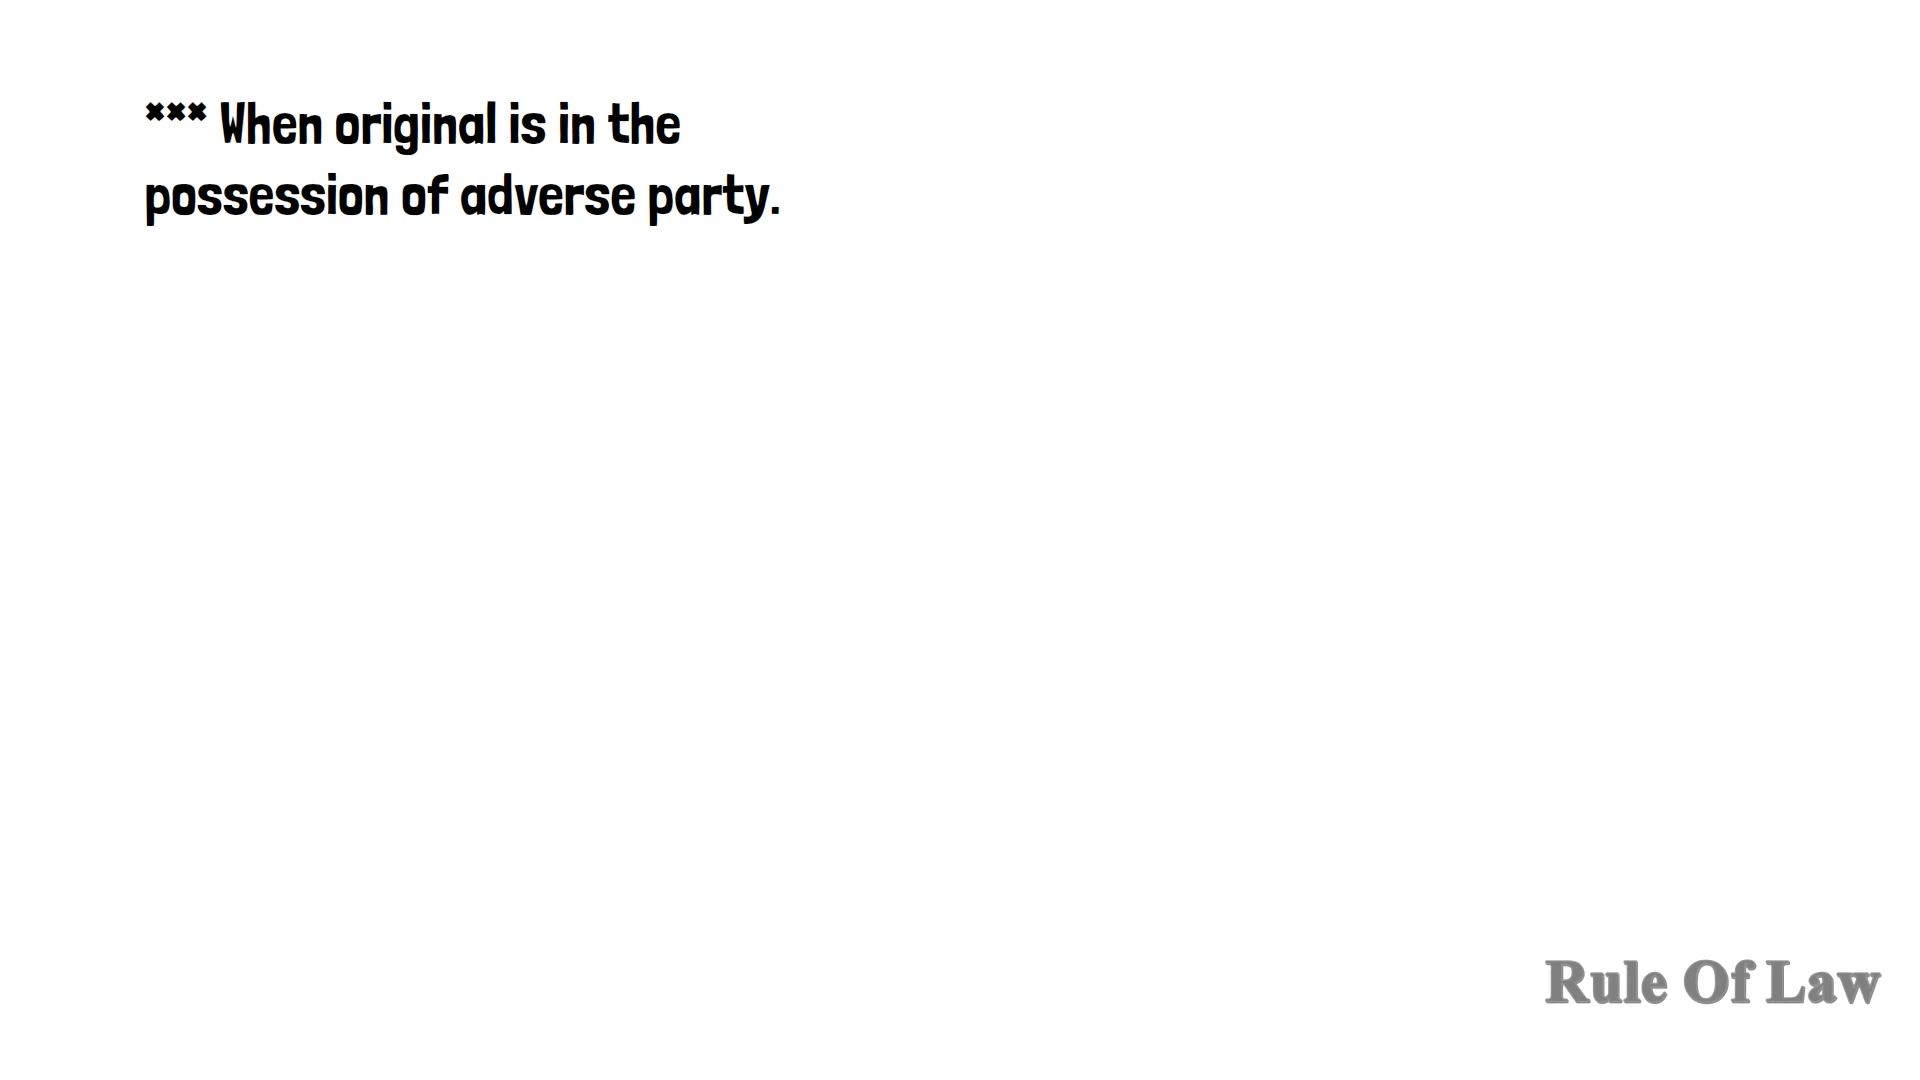 *** When original is in the
possession of adverse party.
Rule Of Law